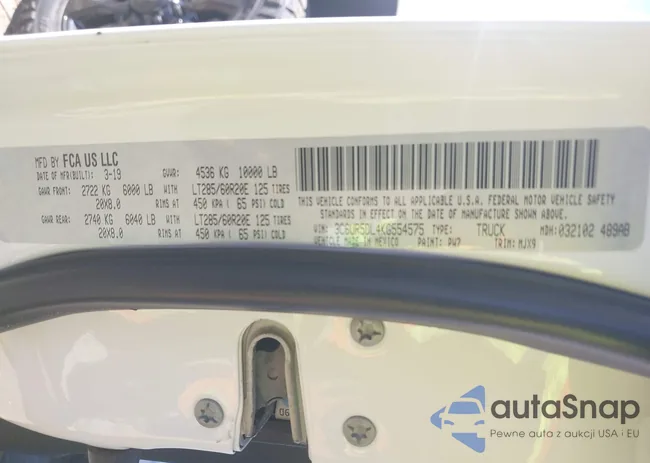 MFD BY FCA US LLC
DATE OF MFR(BUILT): 3-19 GVWR: 4536 KG 10000 LB
GAWR FRONT: 2722 KG 6000 LB WITH LT285/60R20E 125 TIRES
20X8.0 RIMS AT 450 KPA ( 65 PSI) COLD
GAWR REAR: 2740 KG 6040 LB WITH LT285/60R20E 125 TIRES
20X8.0 RIMS AT 450 KPA ( 65 PSI) COLD
THIS VEHICLE CONFORMS TO ALL APPLICABLE U.S.A. FEDERAL MOTOR VEHICLE SAFETY
STANDARDS IN EFFECT ON THE DATE OF MANUFACTURE SHOWN ABOVE.
VIN: 3C6UR5DL4KG554575 TYPE: TRUCK MDH: 032102 489AB
VEHICLE MADE IN MEXICO PAINT: PW7 TRIM: MJX9
06
autaSnap
Pewne auta z aukcji USA i EU